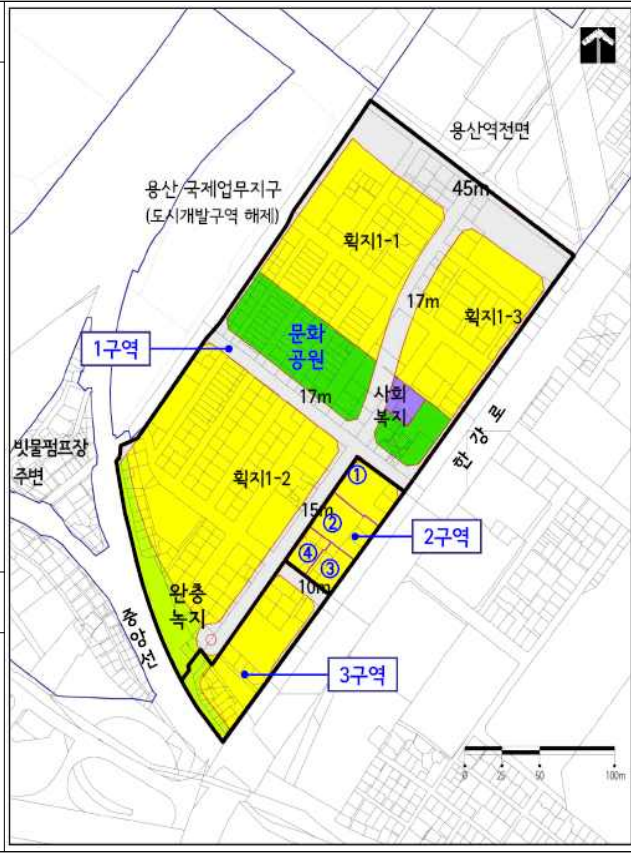 용산역전면
45m
용산 국제업무지구
(도시개발구역 해제)
획지1-1
17m
획지1-3
문화
공원
1구역
17m
사회
복지
한강로
빗물펌프장
주변
획지1-2
①
15m
②
2구역
④
③
10m
완충
녹지
중앙선
3구역
0
25
50
100m